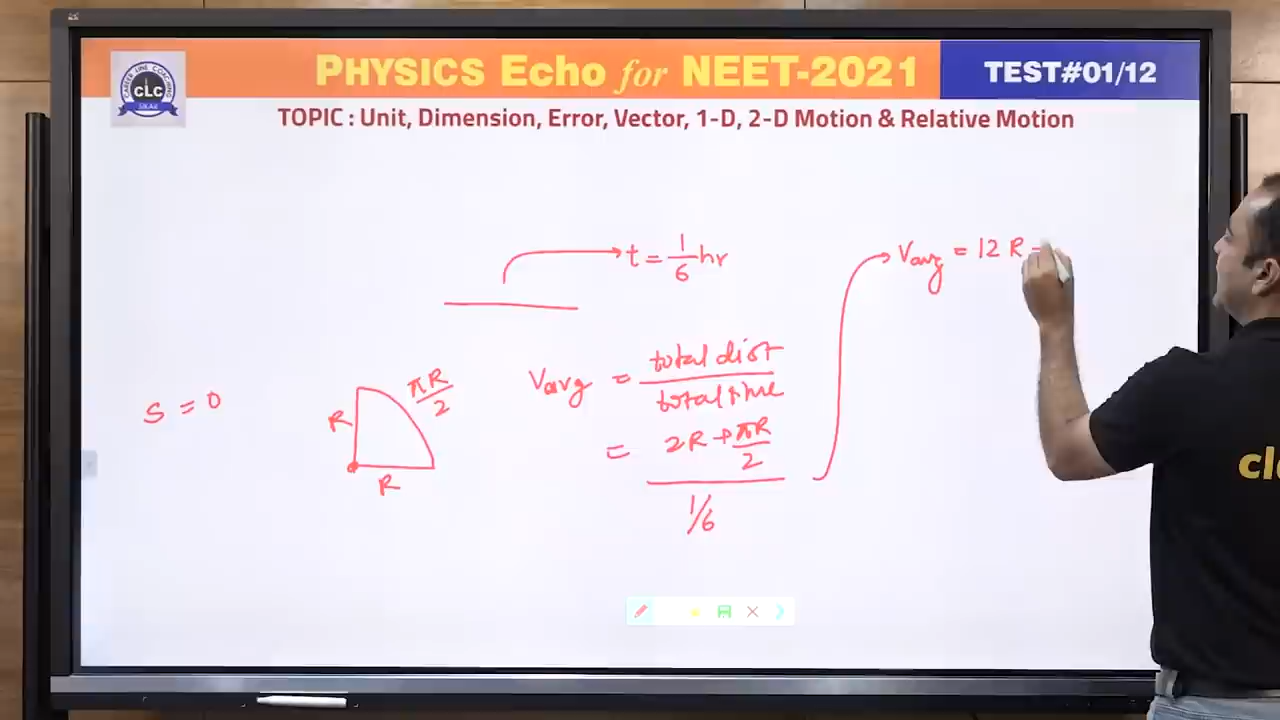 PHYSICS Echo for NEET-2021
TEST#01/12
CLC
TOPIC : Unit, Dimension, Error, Vector, 1-D, 2-D Motion & Relative Motion
t = 1/6 hr
Vavg = 12 R
S = 0
R
πR/2
R
Vavg = total dist / total time
= 2R + πR/2
1/6